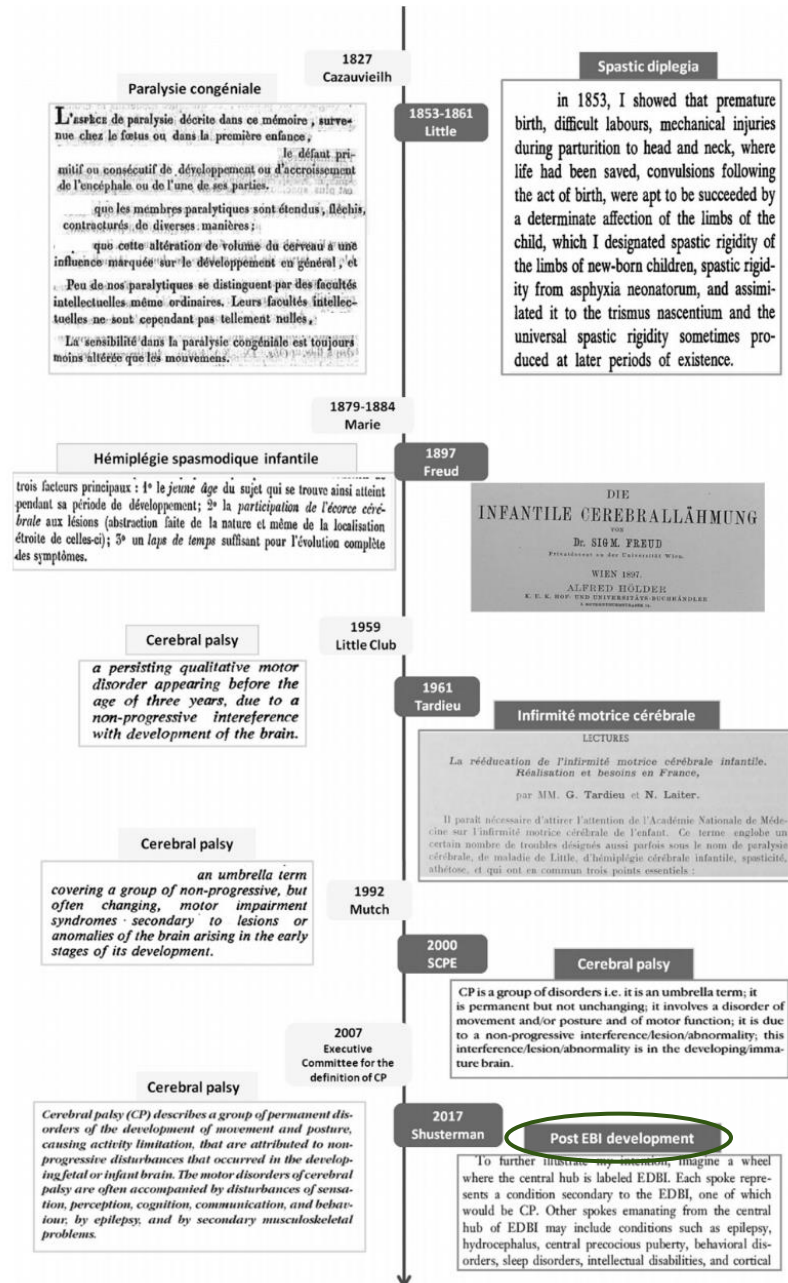 1827
Cazauvieilh
Paralysie congéniale
L'ESPÈCE de paralysie décrite dans ce mémoire, surve-
nue chez le fœtus ou dans la première enfance,
le défaut pri-
mitif ou consécutif de développement ou d'accroissement
de l'encéphale ou de l'une de ses parties.
que les membres paralytiques sont étendus, fléchis,
contracturés de diverses manières;
que cette altération de volume du cerveau a une
influence marquée sur le développement en général, et
Peu de nos paralytiques se distinguent par des facultés
intellectuelles même ordinaires. Leurs facultés intellec-
tuelles ne sont cependant pas tellement nulles,
La sensibilité dans la paralysie congéniale est toujours
moins altérée que les mouvemens.
1853-1861
Little
Spastic diplegia
in 1853, I showed that premature
birth, difficult labours, mechanical injuries
during parturition to head and neck, where
life had been saved, convulsions following
the act of birth, were apt to be succeeded by
a determinate affection of the limbs of the
child, which I designated spastic rigidity of
the limbs of new-born children, spastic rigid-
ity from asphyxia neonatorum, and assimi-
lated it to the trismus nascentium and the
universal spastic rigidity sometimes pro-
duced at later periods of existence.
1879-1884
Marie
Hémiplégie spasmodique infantile
trois facteurs principaux : 1° le jeune âge du sujet qui se trouve ainsi atteint
pendant sa période de développement; 2° la participation de l'écorce céré-
brale aux lésions (abstraction faite de la nature et même de la localisation
étroite de celles-ci); 3° un laps de temps suffisant pour l'évolution complète
des symptômes.
1897
Freud
DIE
INFANTILE CEREBRALLÄHMUNG
VON
Dr. SIGM. FREUD
Privatdocent an der Universität Wien.
WIEN 1897.
ALFRED HÖLDER
K. U. K. HOF- UND UNIVERSITÄTS-BUCHHÄNDLER
1959
Little Club
Cerebral palsy
a persisting qualitative motor
disorder appearing before the
age of three years, due to a
non-progressive intereference
with development of the brain.
1961
Tardieu
Infirmité motrice cérébrale
LECTURES
La rééducation de l'infirmité motrice cérébrale infantile.
Réalisation et besoins en France,
par MM. G. Tardieu et N. Laiter.
Il paraît nécessaire d'attirer l'attention de l'Académie Nationale de Méde-
cine sur l'infirmité motrice cérébrale de l'enfant. Ce terme englobe un
certain nombre de troubles désignés aussi parfois sous le nom de paralysie
cérébrale, de maladie de Little, d'hémiplégie cérébrale infantile, spasticité,
athétose, et qui ont en commun trois points essentiels :
Cerebral palsy
an umbrella term
covering a group of non-progressive, but
often changing, motor impairment
syndromes secondary to lesions or
anomalies of the brain arising in the early
stages of its development.
1992
Mutch
2000
SCPE
Cerebral palsy
CP is a group of disorders i.e. it is an umbrella term; it
is permanent but not unchanging; it involves a disorder of
movement and/or posture and of motor function; it is due
to a non-progressive interference/lesion/abnormality; this
interference/lesion/abnormality is in the developing/imma-
ture brain.
2007
Executive
Committee for the
definition of CP
Cerebral palsy
Cerebral palsy (CP) describes a group of permanent dis-
orders of the development of movement and posture,
causing activity limitation, that are attributed to non-
progressive disturbances that occurred in the develop-
ing fetal or infant brain. The motor disorders of cerebral
palsy are often accompanied by disturbances of sensa-
tion, perception, cognition, communication, and behav-
iour, by epilepsy, and by secondary musculoskeletal
problems.
2017
Shusterman
Post EBI development
To further illustrate my intention, imagine a wheel
where the central hub is labeled EDBI. Each spoke repre-
sents a condition secondary to the EDBI, one of which
would be CP. Other spokes emanating from the central
hub of EDBI may include conditions such as epilepsy,
hydrocephalus, central precocious puberty, behavioral dis-
orders, sleep disorders, intellectual disabilities, and cortical